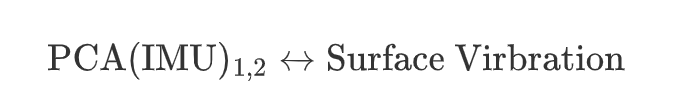 PCA(IMU)₁,₂ ↔ Surface Virbration